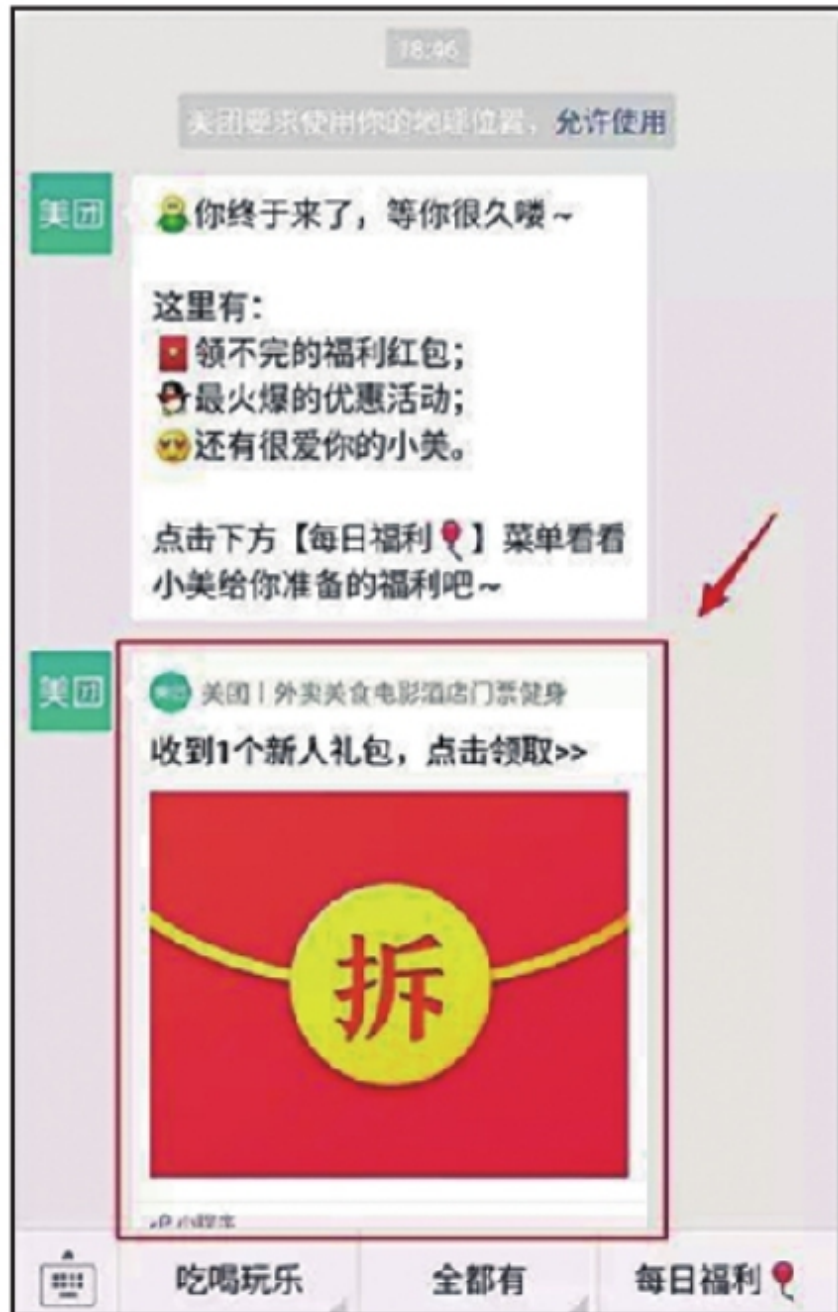 18:46
美团要求使用你的地理位置，允许使用
美团
你终于来了，等你很久喽~
这里有：
领不完的福利红包；
最火爆的优惠活动；
还有很爱你的小美。
点击下方【每日福利】菜单看看
小美给你准备的福利吧~
美团
美团丨外卖美食电影酒店门票健身
收到1个新人礼包，点击领取>>
拆
小程序
吃喝玩乐
全都有
每日福利